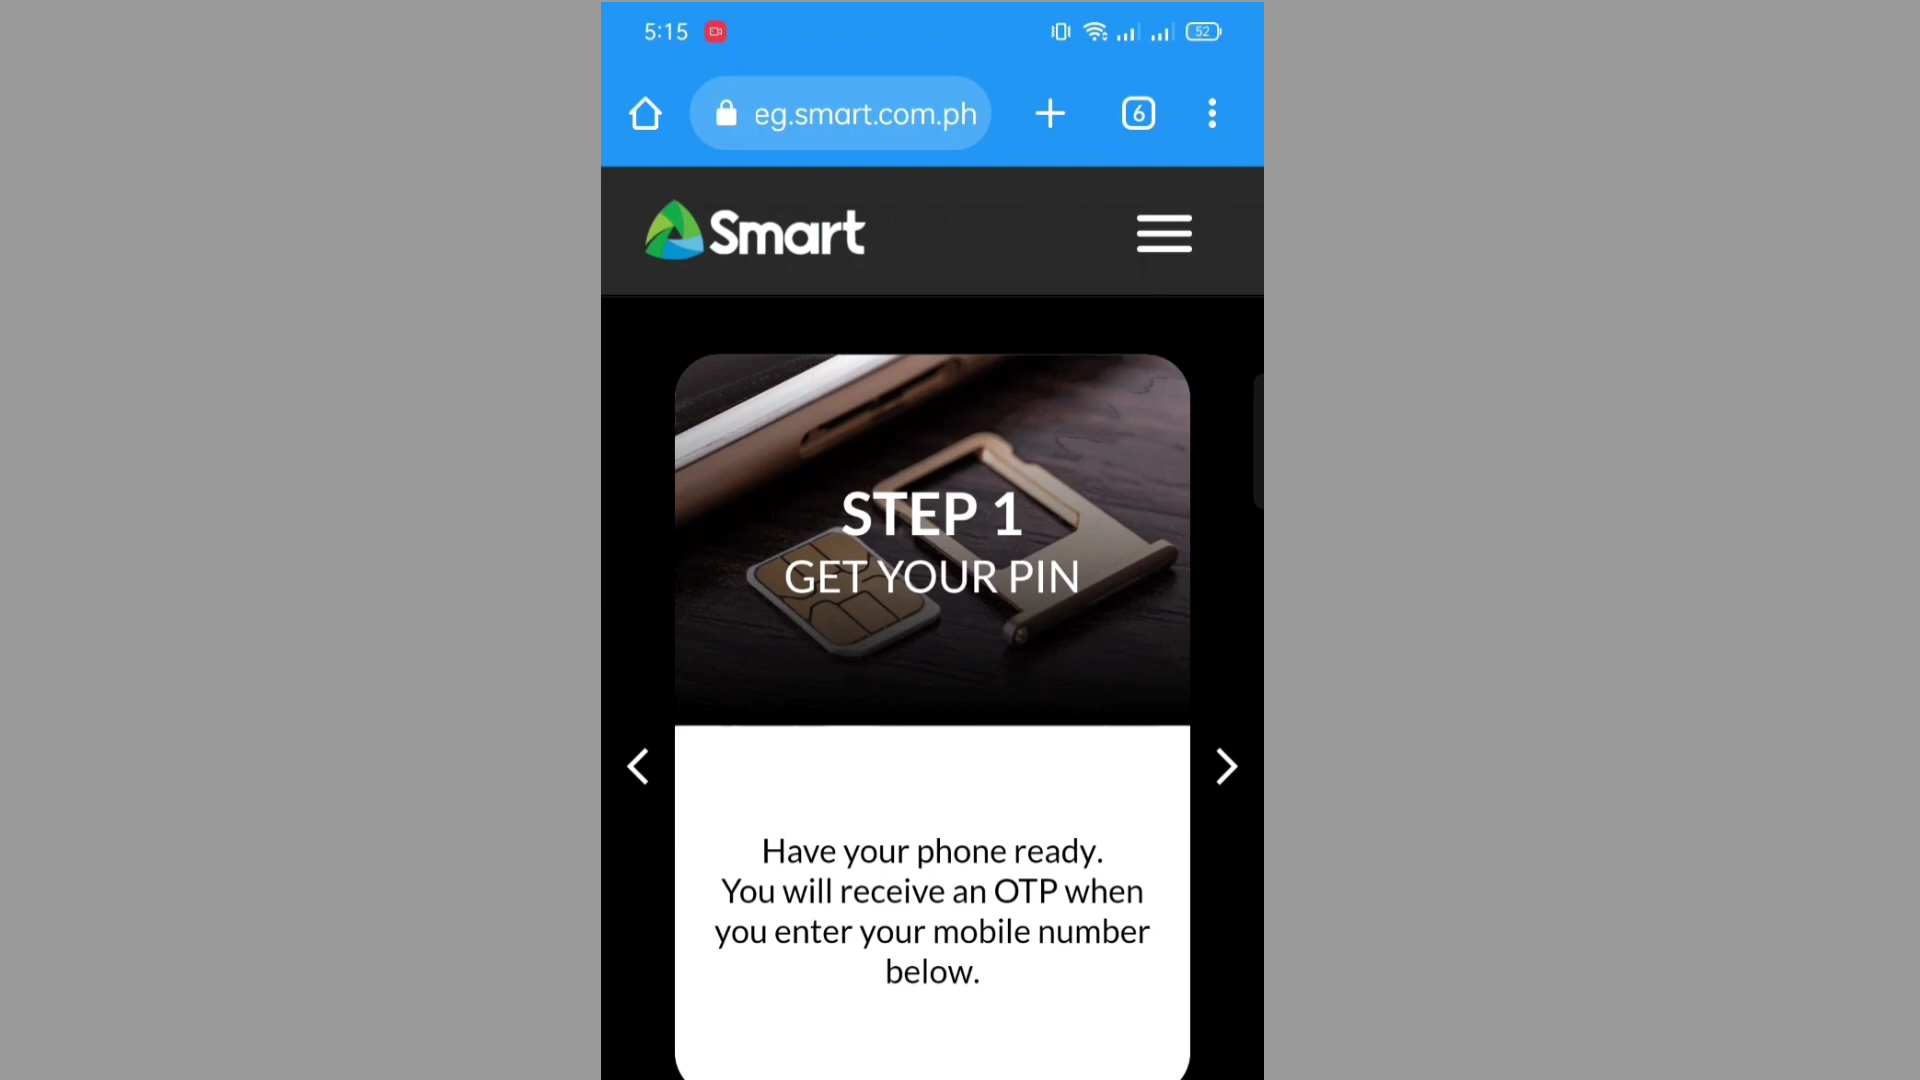 5:15
52
eg.smart.com.ph
6
Smart
STEP 1
GET YOUR PIN
Have your phone ready.
You will receive an OTP when
you enter your mobile number
below.